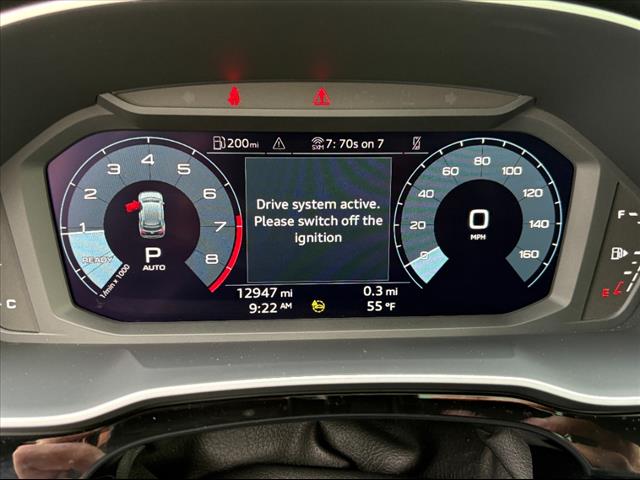 200mi
SXM 7: 70s on 7
1 2 3 4 5 6 7 8
READY
1/min x 1000
P
AUTO
Drive system active.
Please switch off the
ignition
0 20 40 60 80 100 120 140 160
0
MPH
12947 mi
0.3 mi
9:22 AM
55 °F
C
F
E